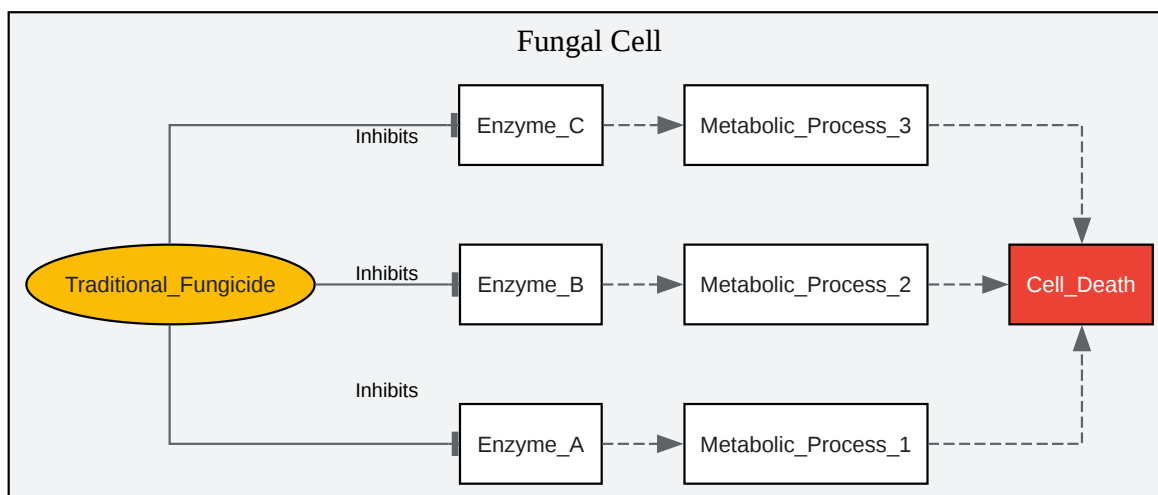 Fungal Cell
Enzyme_C
Metabolic_Process_3
Inhibits
Traditional_Fungicide
Inhibits
Enzyme_B
Metabolic_Process_2
Cell_Death
Inhibits
Enzyme_A
Metabolic_Process_1